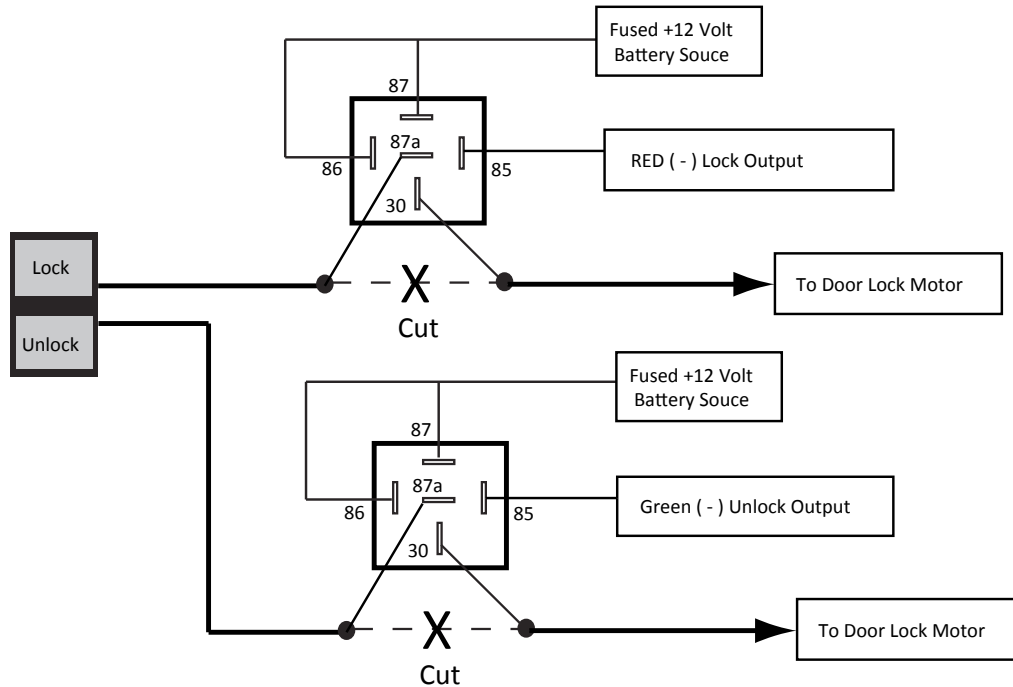 Fused +12 Volt
Battery Souce
87
87a
86
85
30
RED ( - ) Lock Output
Lock
Unlock
X
Cut
To Door Lock Motor
Fused +12 Volt
Battery Souce
87
87a
86
85
30
Green ( - ) Unlock Output
X
Cut
To Door Lock Motor